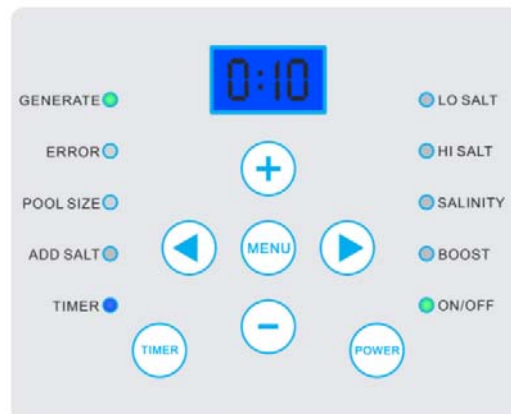 0:10
GENERATE
ERROR
POOL SIZE
ADD SALT
TIMER
LO SALT
HI SALT
SALINITY
BOOST
ON/OFF
+
MENU
−
TIMER
POWER